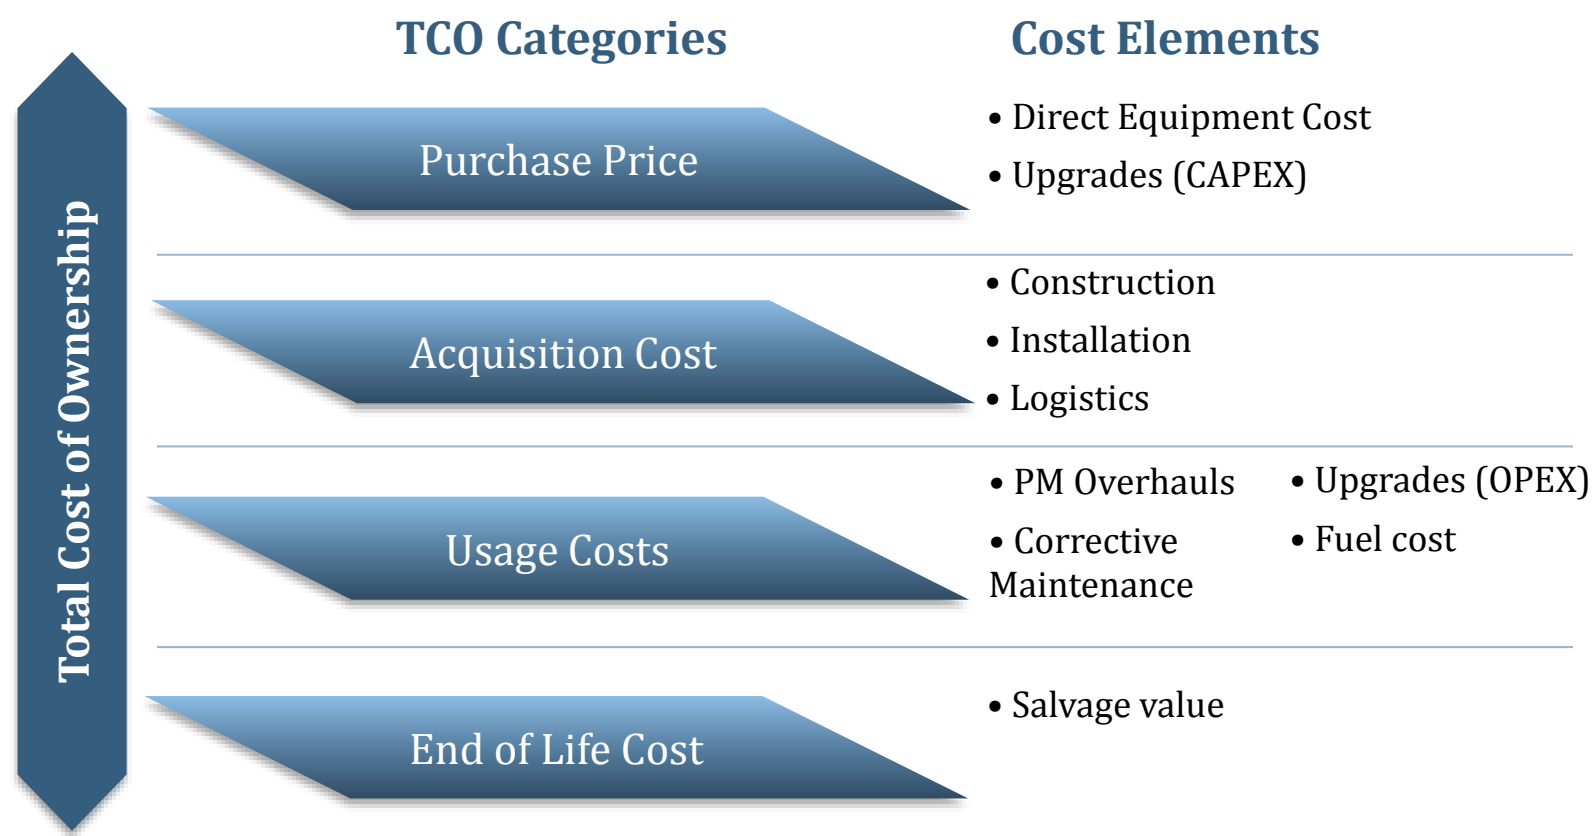 TCO Categories
Cost Elements
Total Cost of Ownership
Purchase Price
• Direct Equipment Cost
• Upgrades (CAPEX)
Acquisition Cost
• Construction
• Installation
• Logistics
Usage Costs
• PM Overhauls
• Corrective
Maintenance
• Upgrades (OPEX)
• Fuel cost
End of Life Cost
• Salvage value